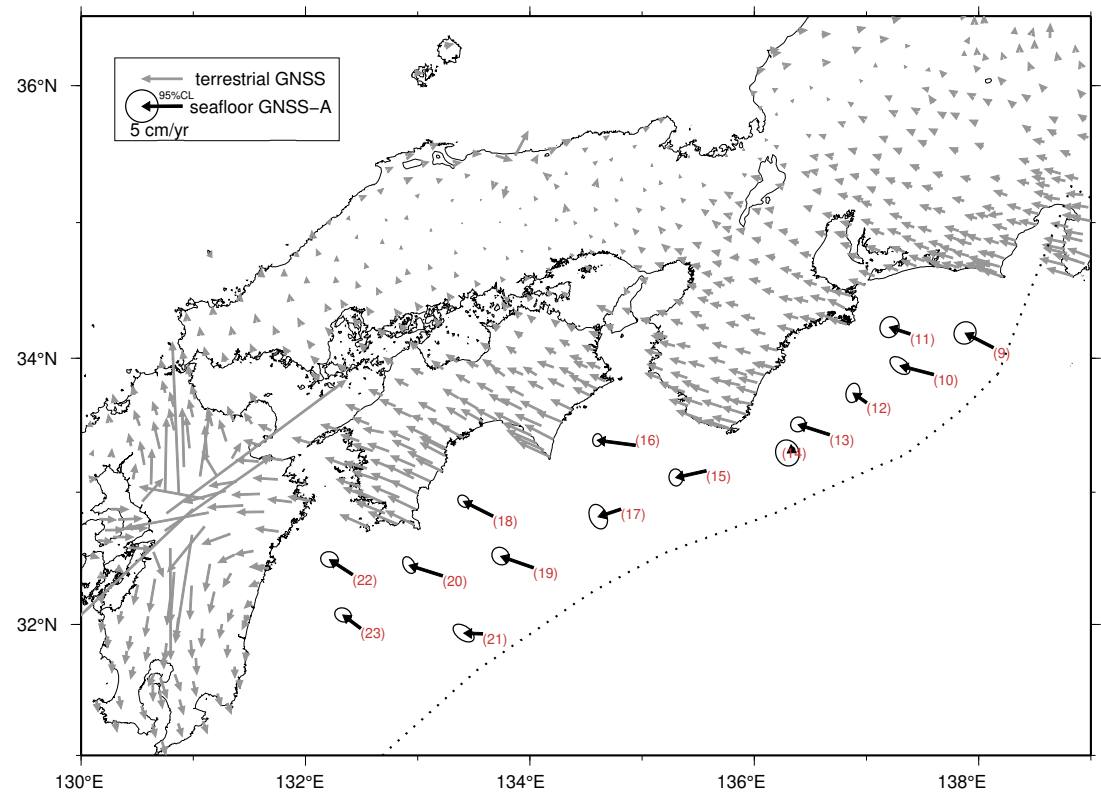 36°N
34°N
32°N
130°E
132°E
134°E
136°E
138°E
terrestrial GNSS
95%CL
seafloor GNSS−A
5 cm/yr
(11)
(9)
(10)
(12)
(13)
(16)
(14)
(15)
(18)
(17)
(22)
(20)
(19)
(23)
(21)